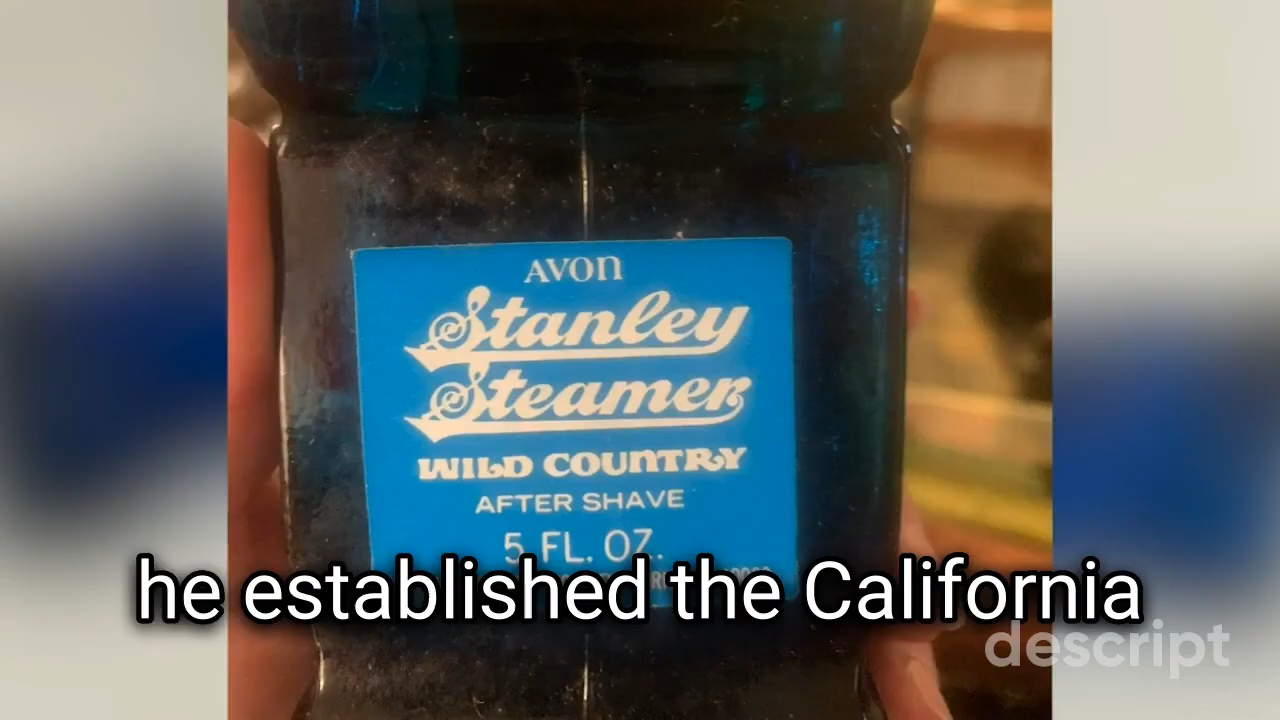 AVON
Stanley
Steamer
WILD COUNTRY
AFTER SHAVE
5 FL. OZ.
he established the California
descript